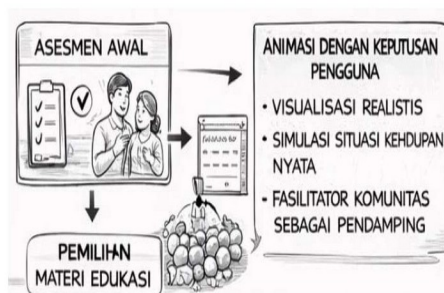 ASESMEN AWAL
ANIMASI DENGAN KEPUTUSAN
PENGGUNA
• VISUALISASI REALISTIS
• SIMULASI SITUASI KEHDUPAN
NYATA
- FASILITATOR KOMUNITAS
SEBAGAI PENDAMPING
PEMILIHAN
MATERI EDUKASI